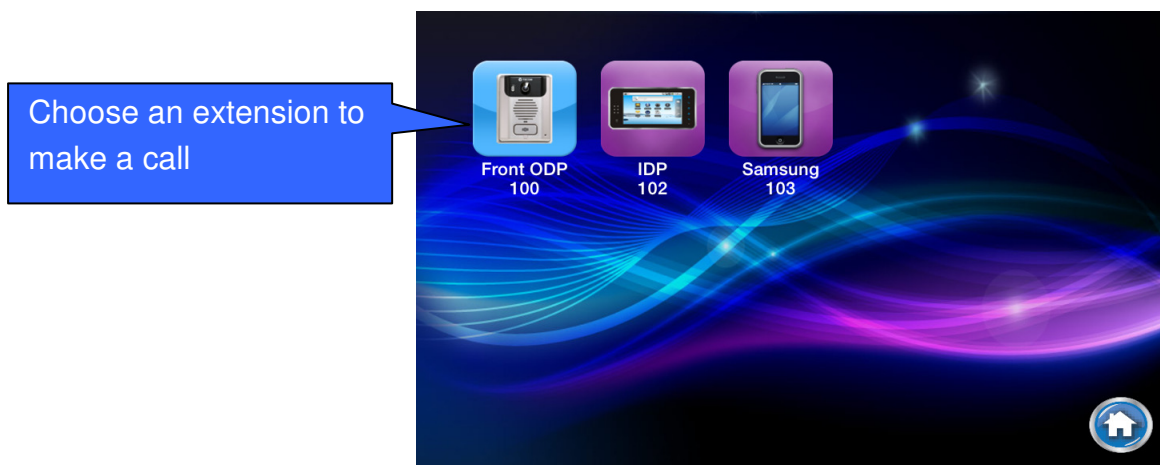 Choose an extension to
make a call
Front ODP
100
IDP
102
Samsung
103